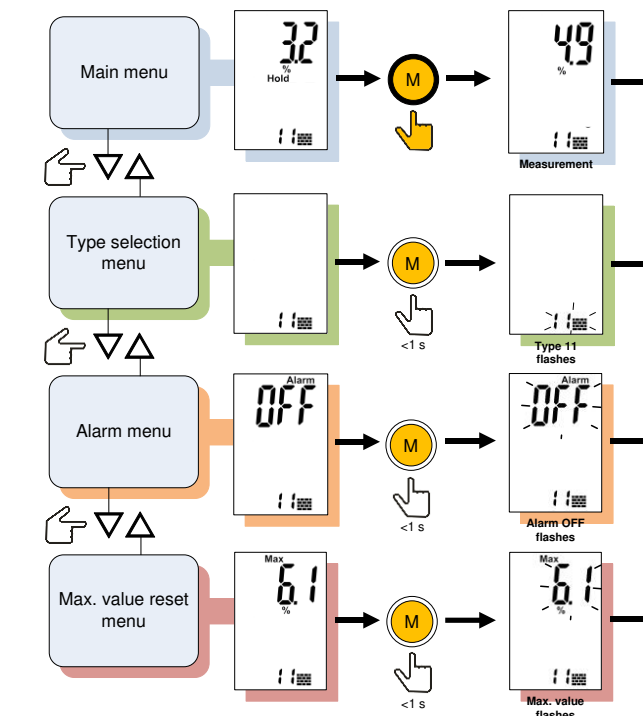 Main menu
3.2
%
Hold
11
M
4.9
%
11
Measurement
Type selection
menu
11
M
<1 s
11
Type 11
flashes
Alarm menu
Alarm
OFF
11
M
<1 s
Alarm
OFF
11
Alarm OFF
flashes
Max. value reset
menu
Max
6.1
%
11
M
<1 s
Max
6.1
%
11
Max. value
flashes